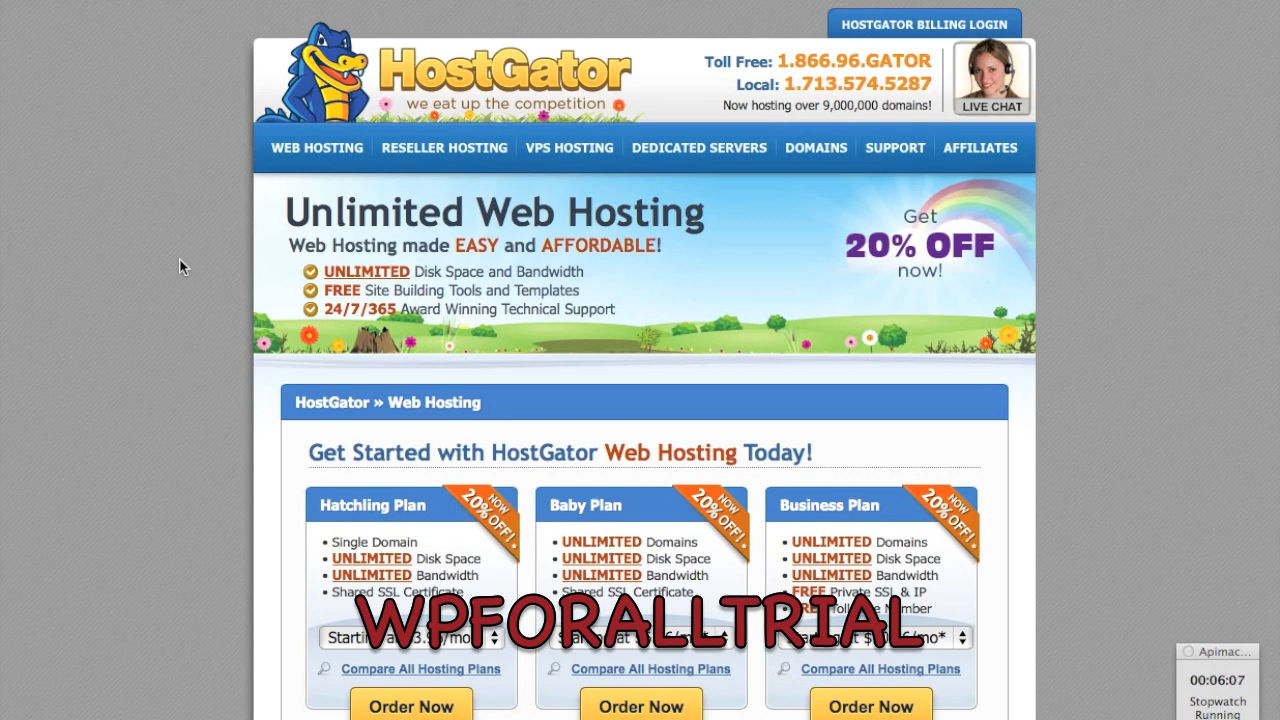 HOSTGATOR BILLING LOGIN
HostGator
we eat up the competition
Toll Free: 1.866.96.GATOR
Local: 1.713.574.5287
Now hosting over 9,000,000 domains!
LIVE CHAT
WEB HOSTING RESELLER HOSTING VPS HOSTING DEDICATED SERVERS DOMAINS SUPPORT AFFILIATES
Unlimited Web Hosting
Web Hosting made EASY and AFFORDABLE!
UNLIMITED Disk Space and Bandwidth
FREE Site Building Tools and Templates
24/7/365 Award Winning Technical Support
Get
20% OFF
now!
HostGator » Web Hosting
Get Started with HostGator Web Hosting Today!
Hatchling Plan
NOW
20% OFF!*
• Single Domain
• UNLIMITED Disk Space
• UNLIMITED Bandwidth
• Shared SSL Certificate
Compare All Hosting Plans
Order Now
Baby Plan
NOW
20% OFF!*
• UNLIMITED Domains
• UNLIMITED Disk Space
• UNLIMITED Bandwidth
• Shared SSL Certificate
Compare All Hosting Plans
Order Now
Business Plan
NOW
20% OFF!*
• UNLIMITED Domains
• UNLIMITED Disk Space
• UNLIMITED Bandwidth
• FREE Private SSL & IP
Compare All Hosting Plans
Order Now
WPFORALLTRIAL
Apimac...
00:06:07
Stopwatch
Running